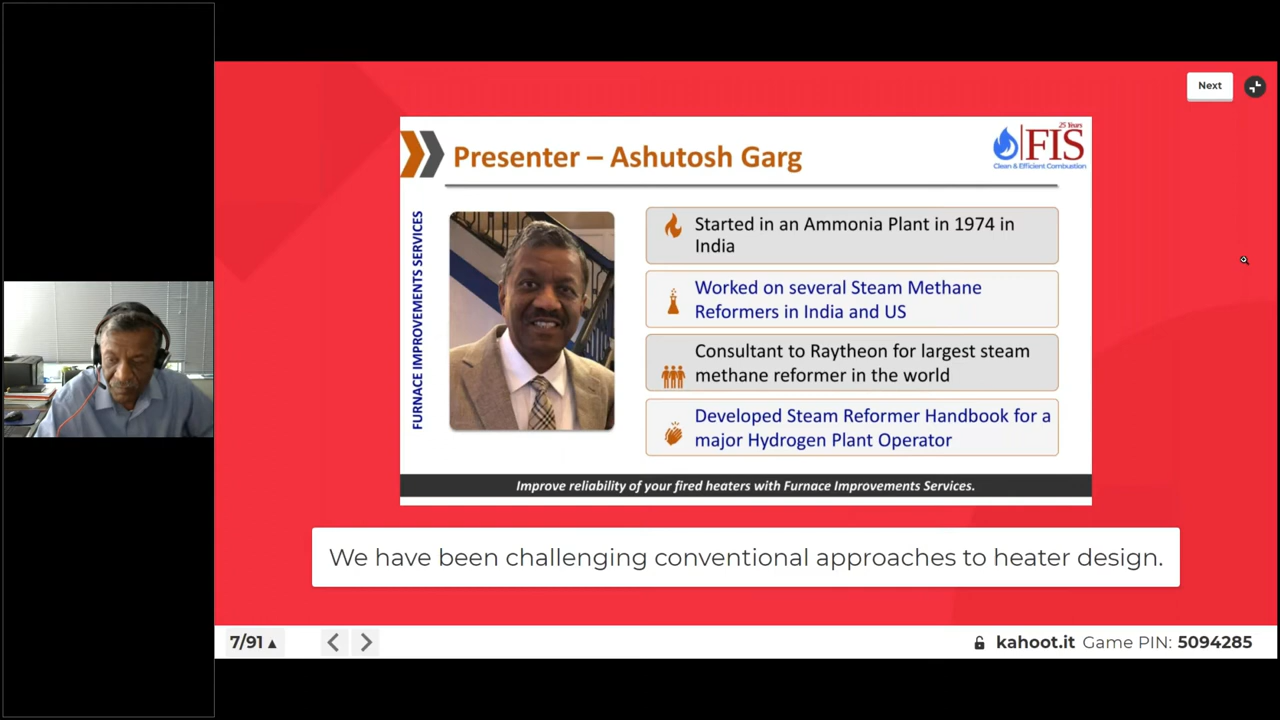 Next
Presenter – Ashutosh Garg
25 Years
FIS
Clean & Efficient Combustion
FURNACE IMPROVEMENTS SERVICES
Started in an Ammonia Plant in 1974 in
India
Worked on several Steam Methane
Reformers in India and US
Consultant to Raytheon for largest steam
methane reformer in the world
Developed Steam Reformer Handbook for a
major Hydrogen Plant Operator
Improve reliability of your fired heaters with Furnace Improvements Services.
We have been challenging conventional approaches to heater design.
7/91
kahoot.it Game PIN: 5094285